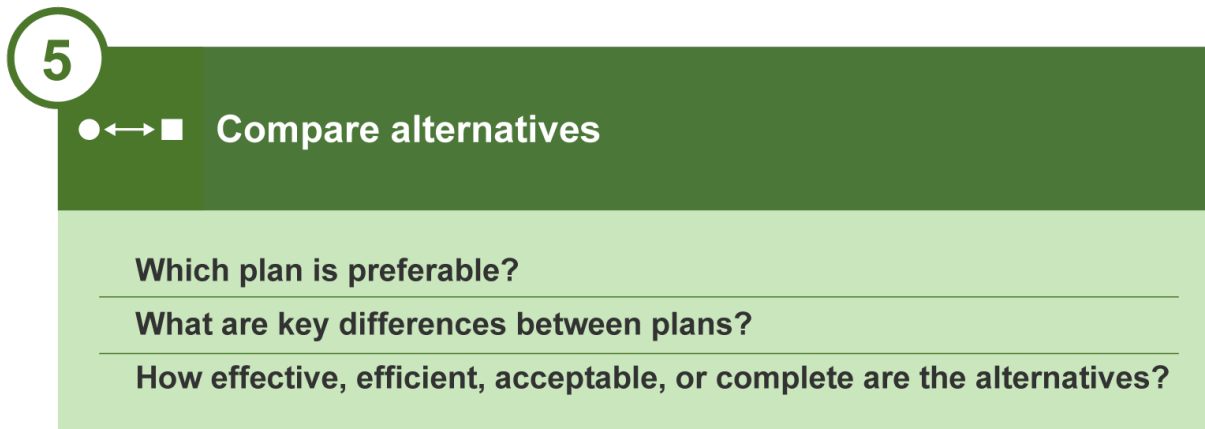 5
Compare alternatives
Which plan is preferable?
What are key differences between plans?
How effective, efficient, acceptable, or complete are the alternatives?